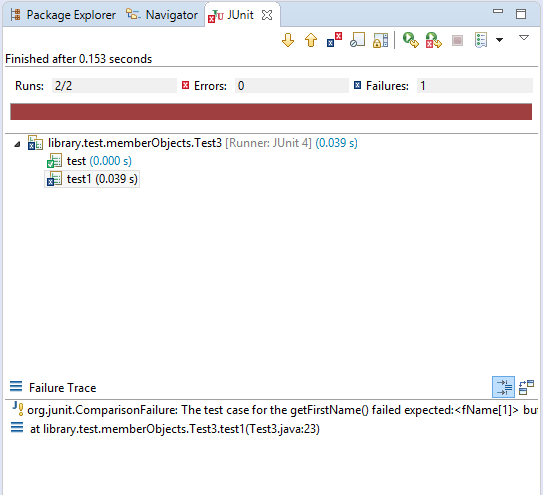 Package Explorer Navigator JUnit
Finished after 0.153 seconds
Runs: 2/2 Errors: 0 Failures: 1
library.test.memberObjects.Test3 [Runner: JUnit 4] (0.039 s)
test (0.000 s)
test1 (0.039 s)
Failure Trace
org.junit.ComparisonFailure: The test case for the getFirstName() failed expected:<fName[1]> bu
at library.test.memberObjects.Test3.test1(Test3.java:23)